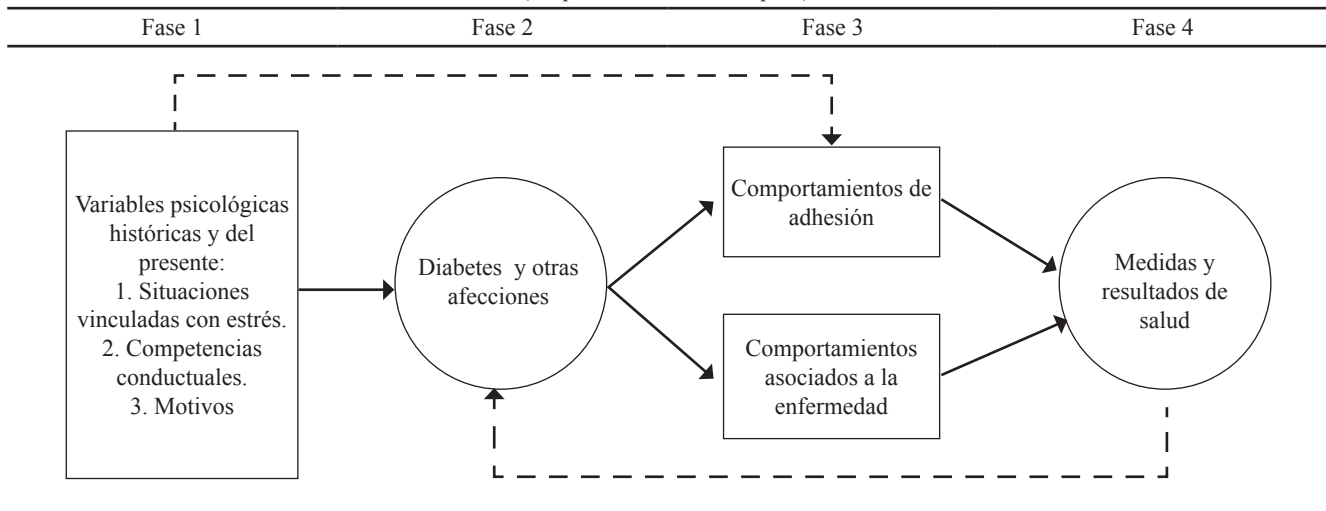 Fase 1 Fase 2 Fase 3 Fase 4
Variables psicológicas
históricas y del
presente:
1. Situaciones
vinculadas con estrés.
2. Competencias
conductuales.
3. Motivos
Diabetes y otras
afecciones
Comportamientos de
adhesión
Comportamientos
asociados a la
enfermedad
Medidas y
resultados de
salud